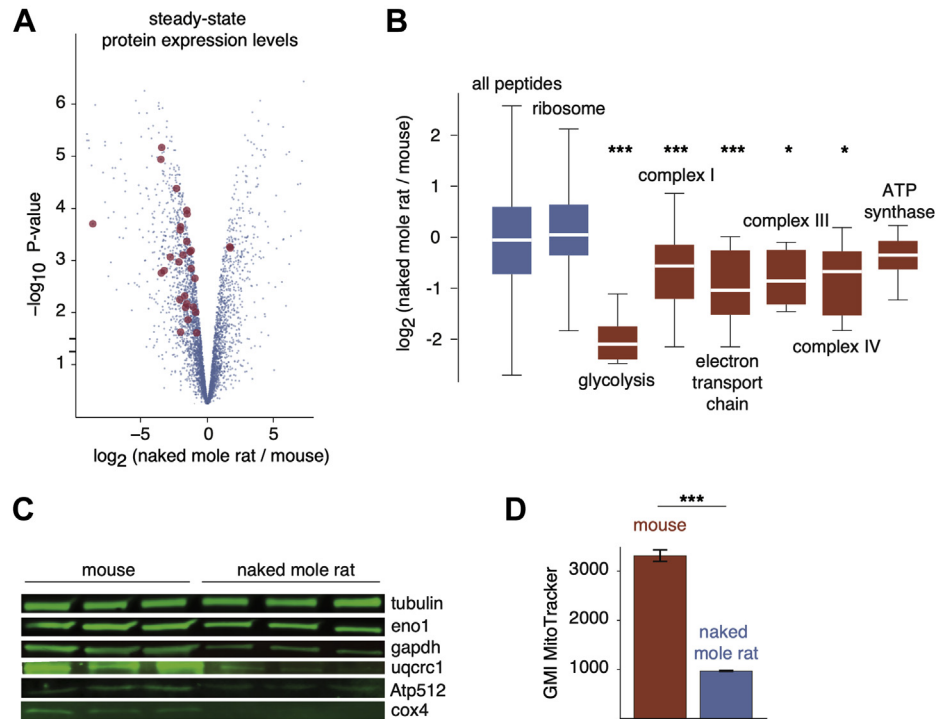 A
steady-state
protein expression levels
–log10 P-value
6
5
4
3
2
1
–5
0
5
log2 (naked mole rat / mouse)
B
log2 (naked mole rat / mouse)
2
1
0
-1
-2
all peptides
ribosome
***
***
***
*
*
complex I
complex III
ATP
synthase
glycolysis
electron
transport
chain
complex IV
C
mouse
naked mole rat
tubulin
eno1
gapdh
uqcrc1
Atp512
cox4
D
***
mouse
naked
mole rat
GMI MitoTracker
3000
2000
1000